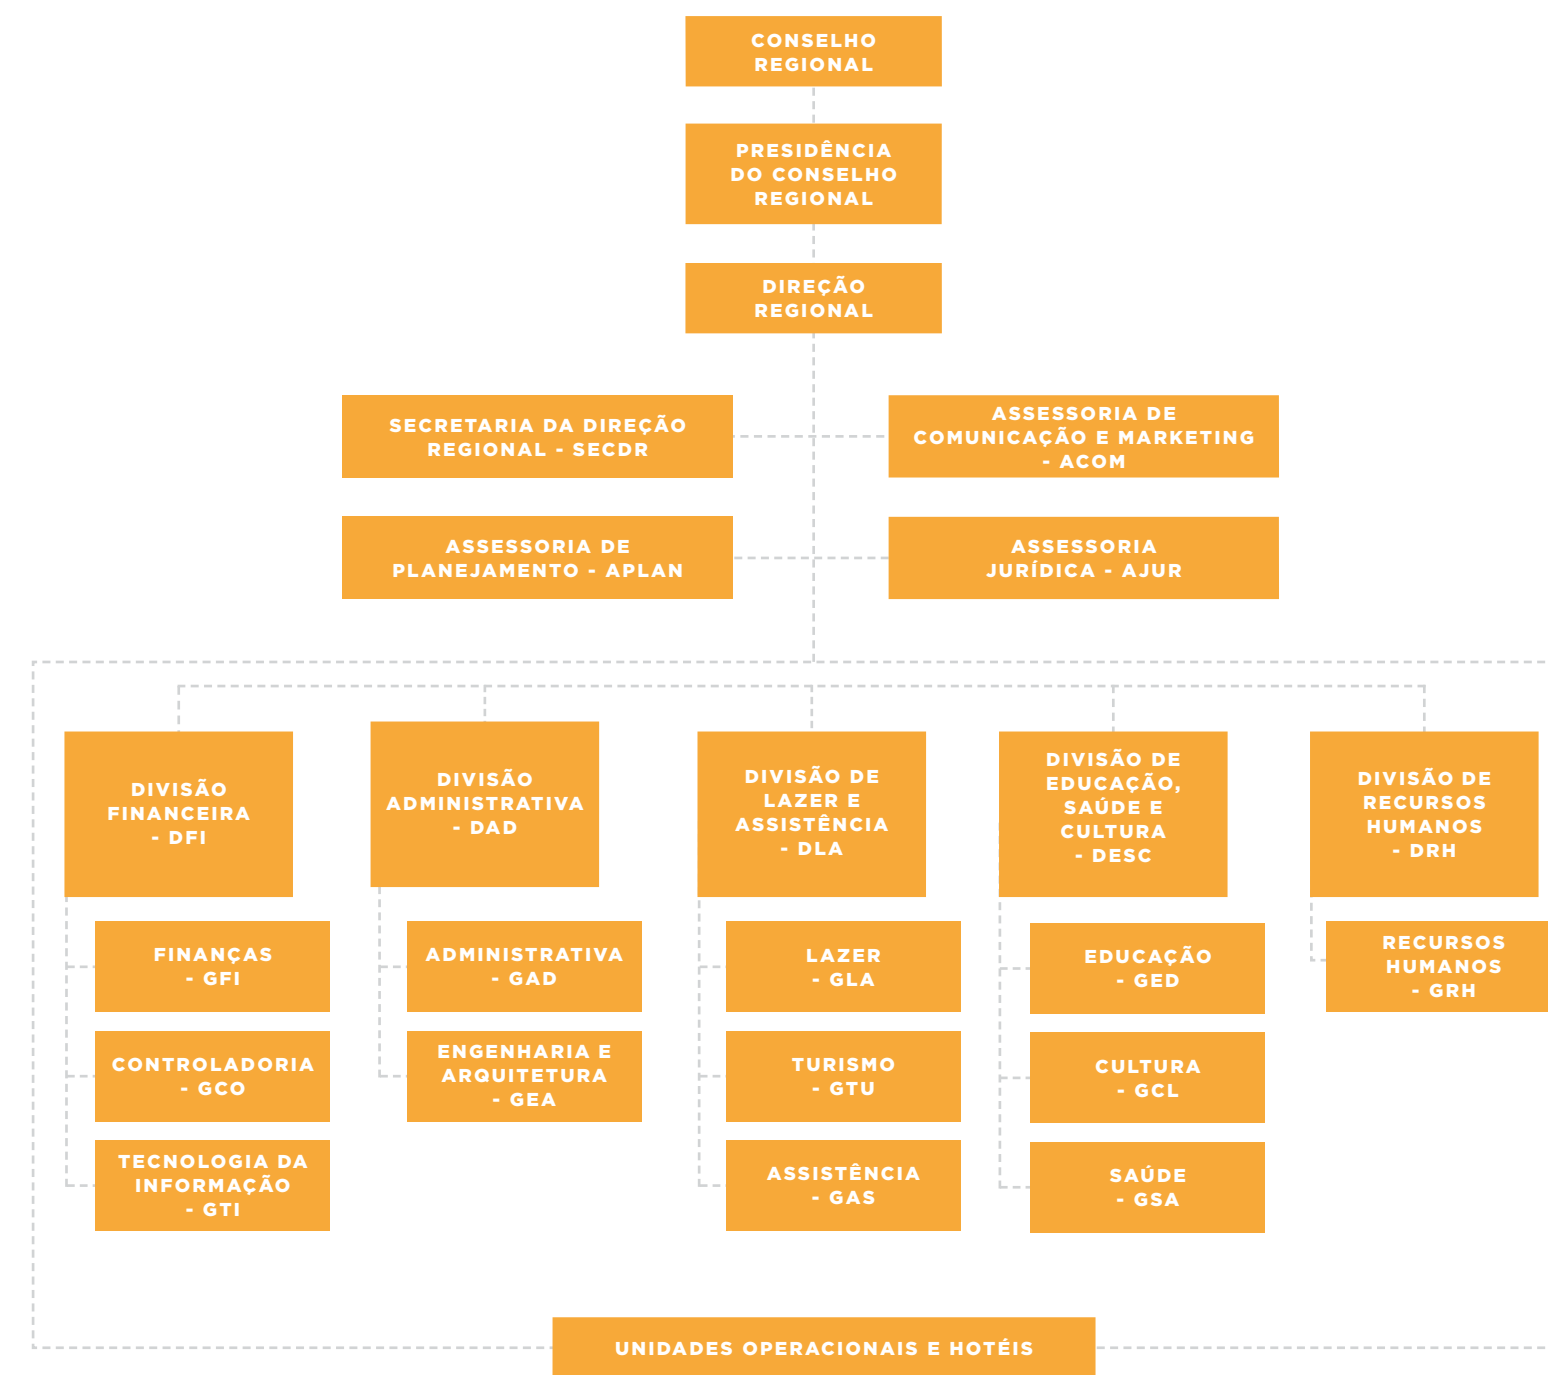 CONSELHO
REGIONAL
PRESIDÊNCIA
DO CONSELHO
REGIONAL
DIREÇÃO
REGIONAL
SECRETARIA DA DIREÇÃO
REGIONAL - SECDR
ASSESSORIA DE
COMUNICAÇÃO E MARKETING
- ACOM
ASSESSORIA DE
PLANEJAMENTO - APLAN
ASSESSORIA
JURÍDICA - AJUR
DIVISÃO
FINANCEIRA
- DFI
DIVISÃO
ADMINISTRATIVA
- DAD
DIVISÃO DE
LAZER E
ASSISTÊNCIA
- DLA
DIVISÃO DE
EDUCAÇÃO,
SAÚDE E
CULTURA
- DESC
DIVISÃO DE
RECURSOS
HUMANOS
- DRH
FINANÇAS
- GFI
CONTROLADORIA
- GCO
TECNOLOGIA DA
INFORMAÇÃO
- GTI
ADMINISTRATIVA
- GAD
ENGENHARIA E
ARQUITETURA
- GEA
LAZER
- GLA
TURISMO
- GTU
ASSISTÊNCIA
- GAS
EDUCAÇÃO
- GED
CULTURA
- GCL
SAÚDE
- GSA
RECURSOS
HUMANOS
- GRH
UNIDADES OPERACIONAIS E HOTÉIS